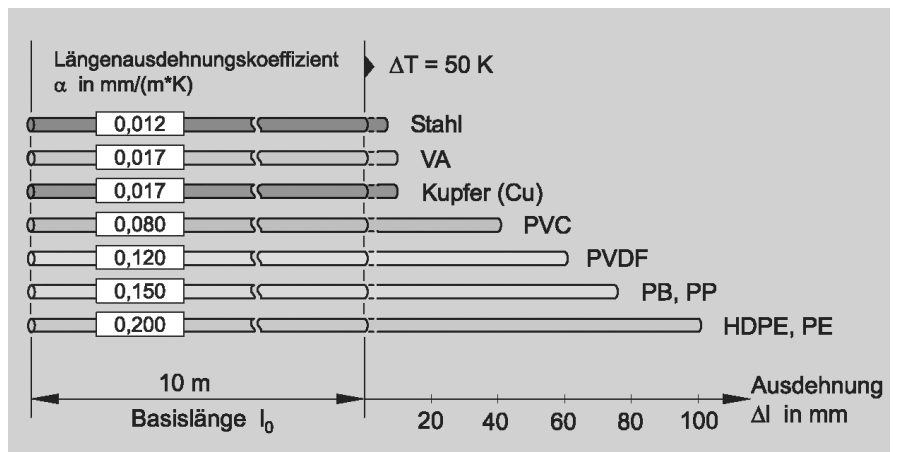 Längenausdehnungskoeffizient
α in mm/(m*K)
ΔT = 50 K
0,012 Stahl
0,017 VA
0,017 Kupfer (Cu)
0,080 PVC
0,120 PVDF
0,150 PB, PP
0,200 HDPE, PE
10 m
Basislänge l₀
20 40 60 80 100
Ausdehnung
Δl in mm